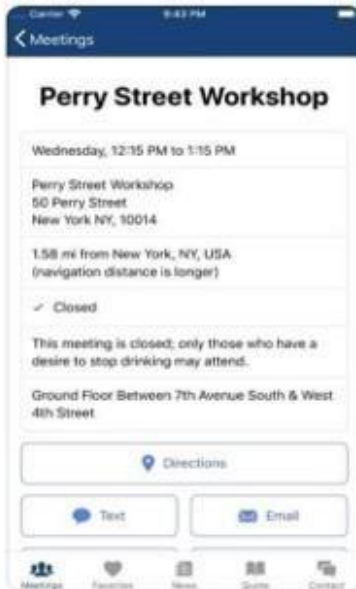 Carrier
9:43 PM
Meetings
Perry Street Workshop
Wednesday, 12:15 PM to 1:15 PM
Perry Street Workshop
50 Perry Street
New York NY, 10014
1.58 mi from New York, NY, USA
(navigation distance is longer)
✓ Closed
This meeting is closed; only those who have a
desire to stop drinking may attend.
Ground Floor Between 7th Avenue South & West
4th Street
Directions
Text Email
Meetings Favorites News Quote Contact